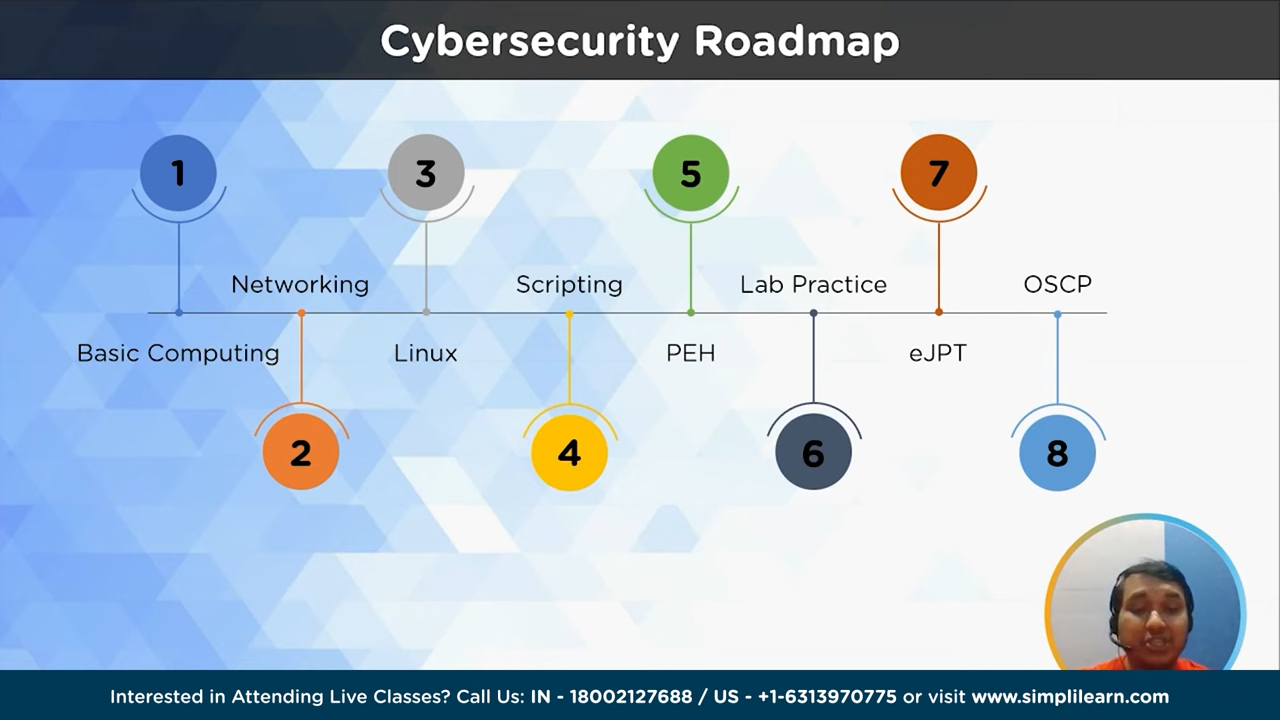 Cybersecurity Roadmap
1
3
5
7
Networking
Scripting
Lab Practice
OSCP
Basic Computing
Linux
PEH
eJPT
2
4
6
8
Interested in Attending Live Classes? Call Us: IN - 18002127688 / US - +1-6313970775 or visit www.simplilearn.com